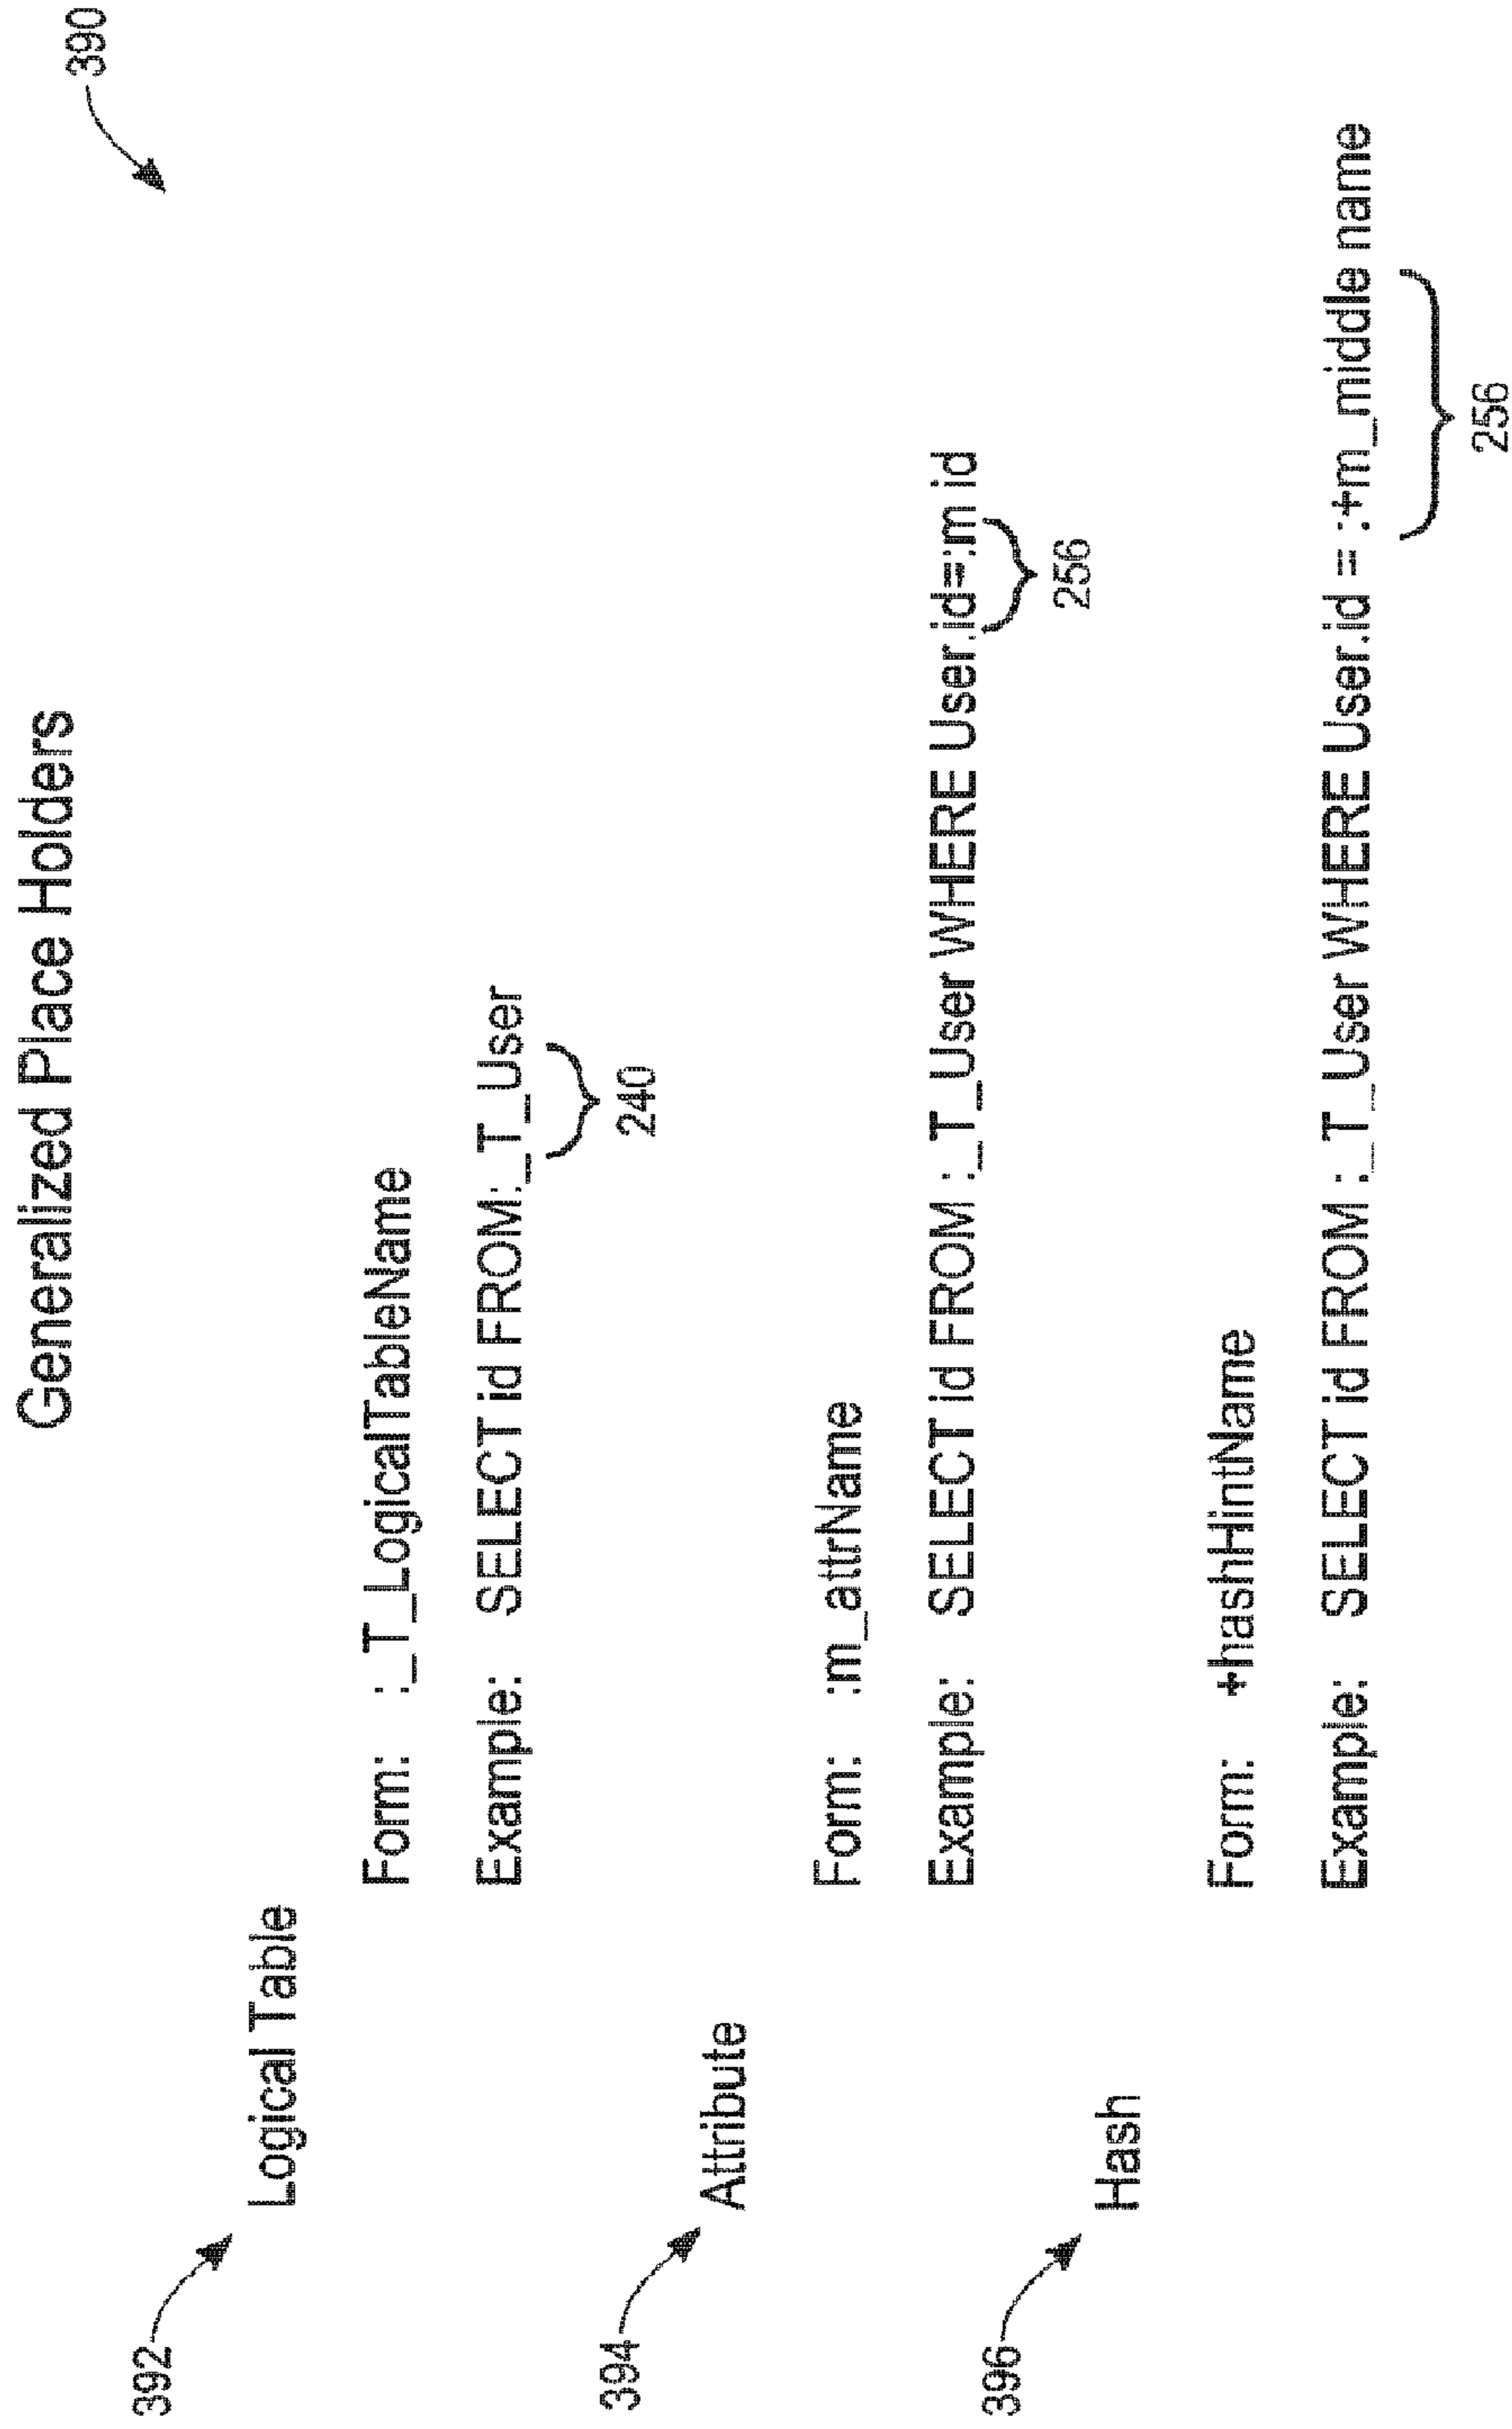 Generalized Place Holders
390
392
Logical Table
Form: :_T_LogicalTableName
Example: SELECT id FROM:_T_User
240
394
Attribute
Form: :m_attrName
Example: SELECT id FROM :_T_User WHERE User.id=:m id
256
396
Hash
Form: +hashHintName
Example: SELECT id FROM :_T_User WHERE User.id = :+m_middle name
256